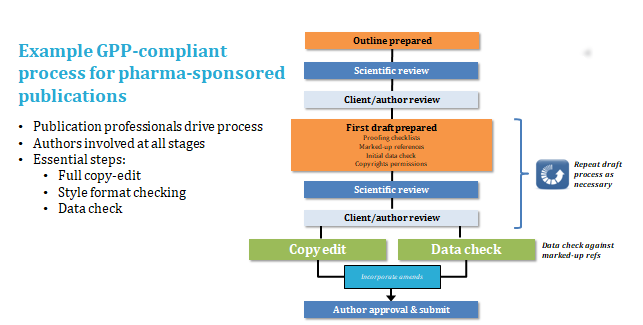 Example GPP-compliant
process for pharma-sponsored
publications
• Publication professionals drive process
• Authors involved at all stages
• Essential steps:
• Full copy-edit
• Style format checking
• Data check
Outline prepared
Scientific review
Client/author review
First draft prepared
Proofing checklists
Marked-up references
Initial data check
Copyrights permissions
Scientific review
Client/author review
Repeat draft
process as
necessary
Copy edit
Data check
Data check against
marked-up refs
Incorporate amends
Author approval & submit